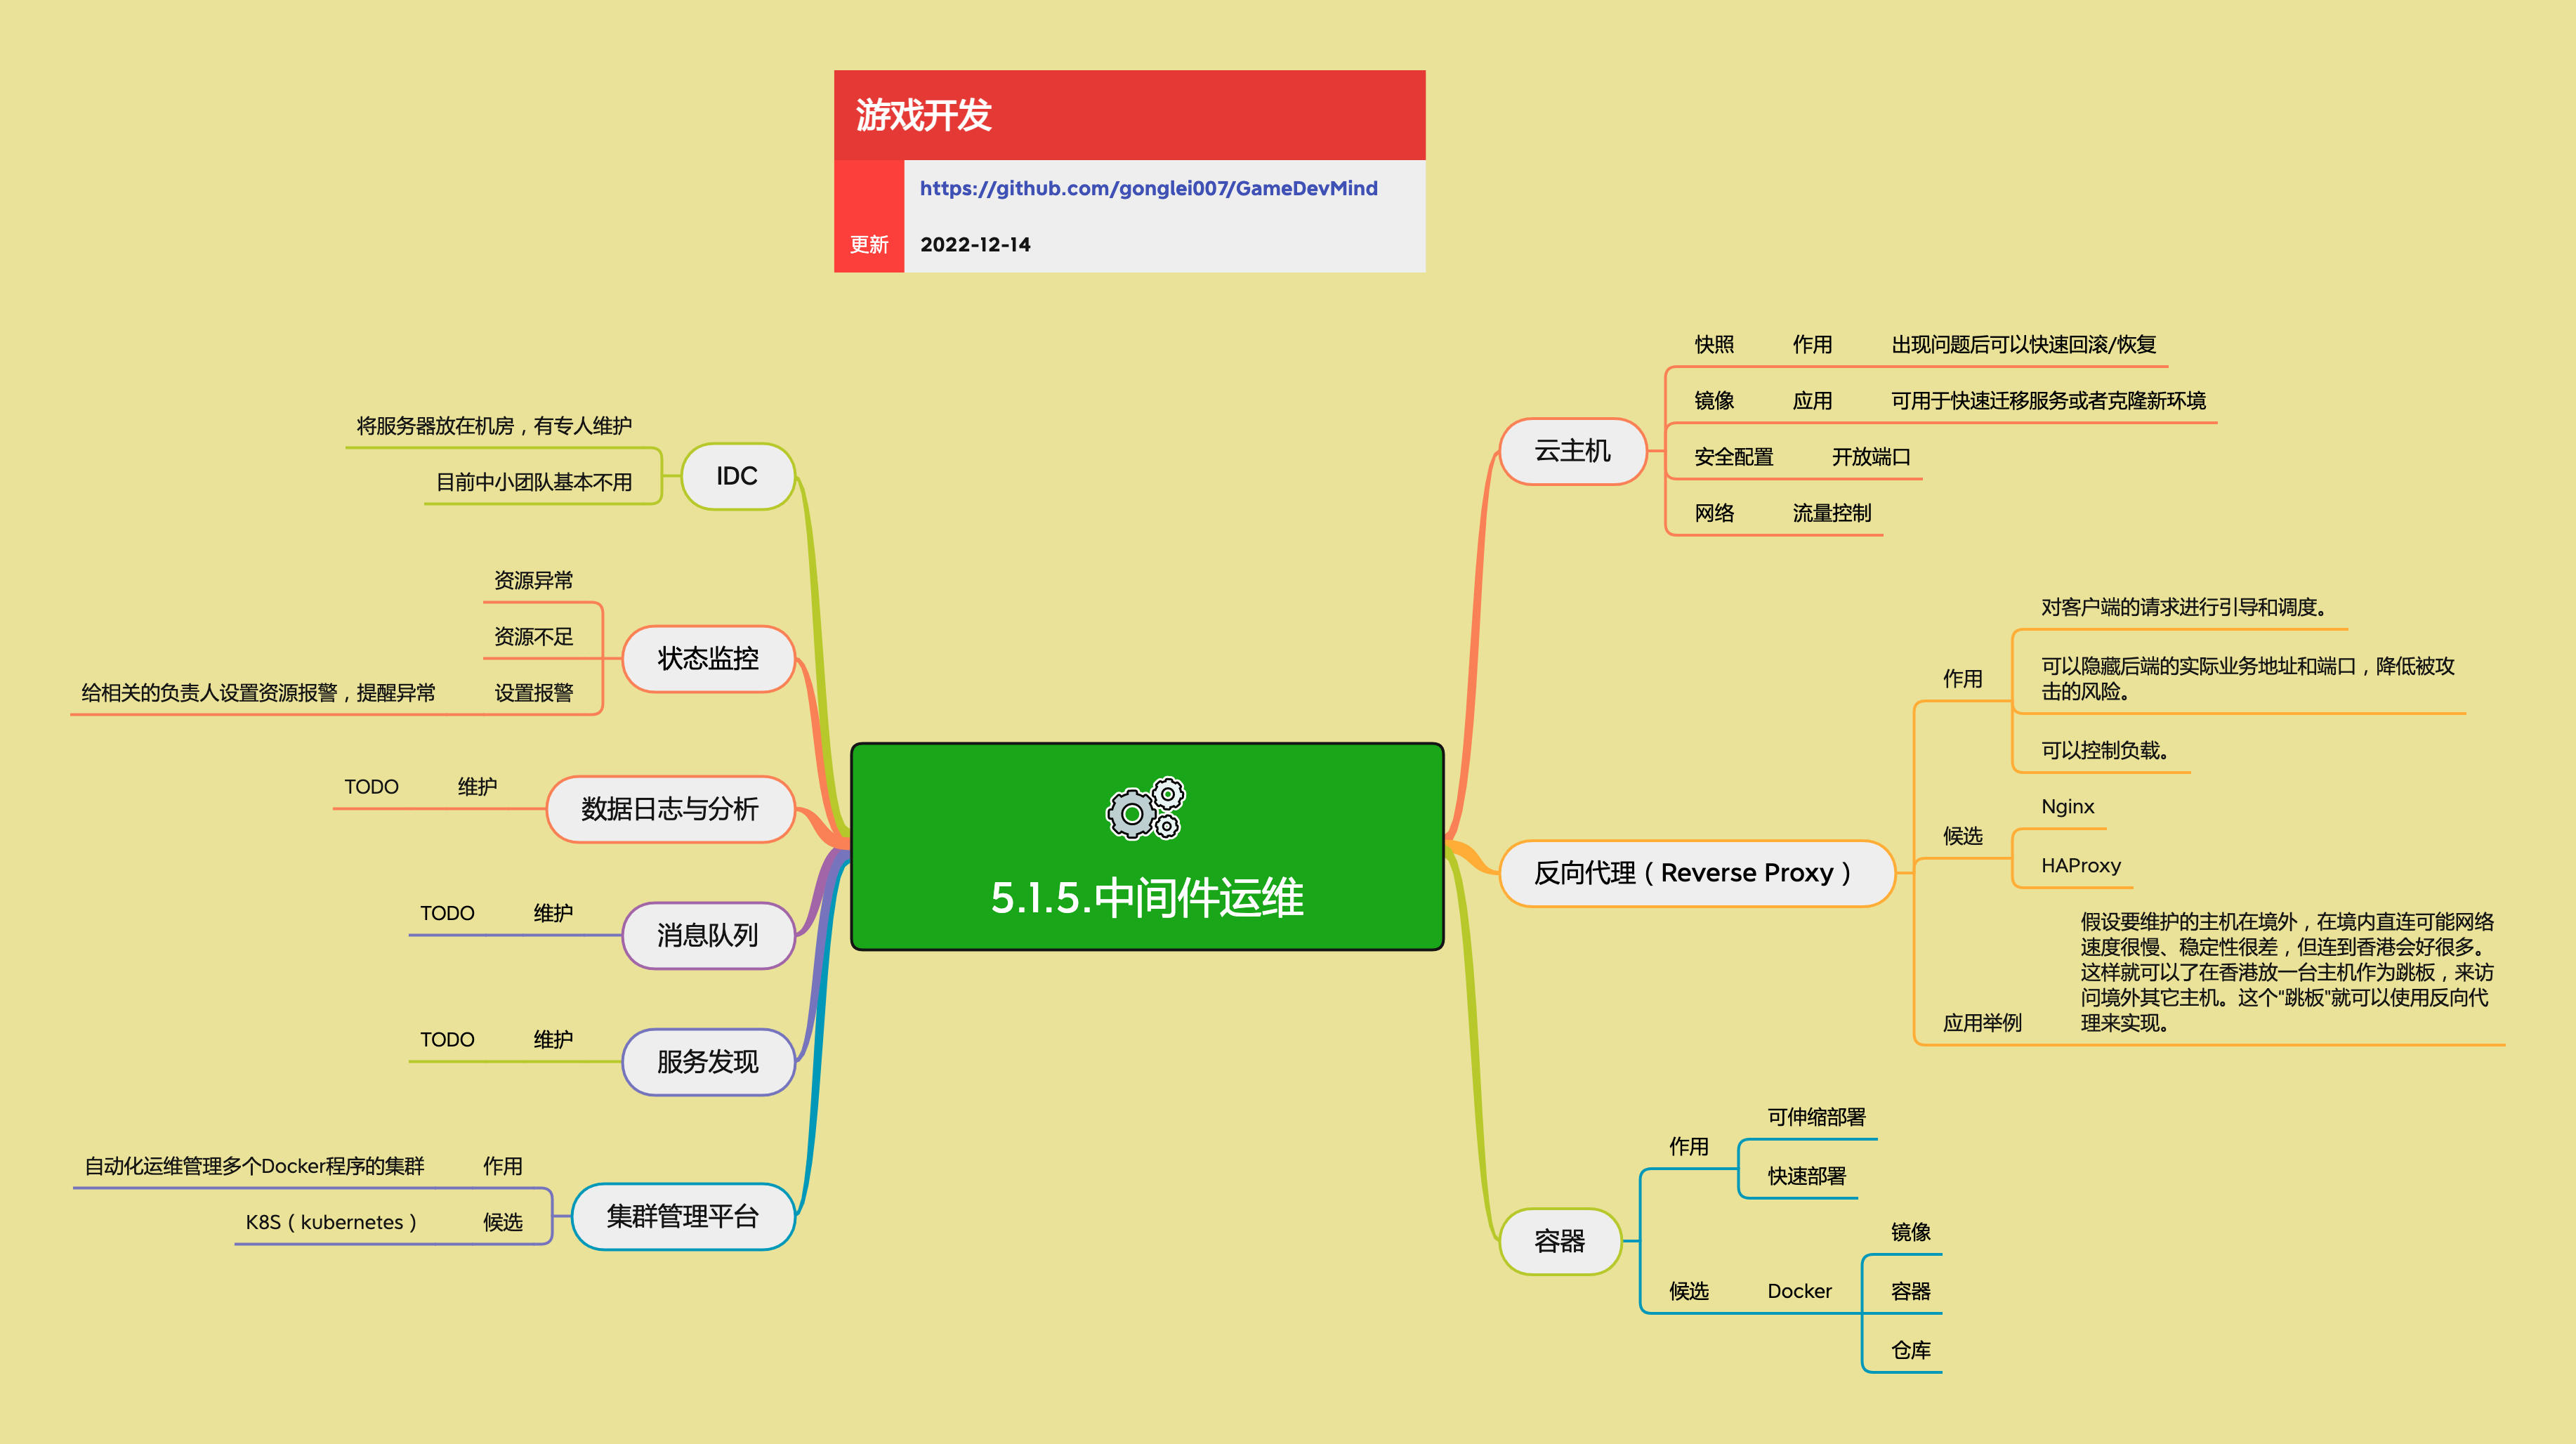 游戏开发
https://github.com/gonglei007/GameDevMind
更新 2022-12-14
5.1.5.中间件运维
云主机
快照 作用 出现问题后可以快速回滚/恢复
镜像 应用 可用于快速迁移服务或者克隆新环境
安全配置 开放端口
网络 流量控制
反向代理（Reverse Proxy）
作用
对客户端的请求进行引导和调度。
可以隐藏后端的实际业务地址和端口，降低被攻
击的风险。
可以控制负载。
候选
Nginx
HAProxy
应用举例
假设要维护的主机在境外，在境内直连可能网络
速度很慢、稳定性很差，但连到香港会好很多。
这样就可以了在香港放一台主机作为跳板，来访
问境外其它主机。这个"跳板"就可以使用反向代
理来实现。
容器
作用
可伸缩部署
快速部署
候选 Docker
镜像
容器
仓库
IDC
将服务器放在机房，有专人维护
目前中小团队基本不用
状态监控
资源异常
资源不足
给相关的负责人设置资源报警，提醒异常 设置报警
数据日志与分析
TODO 维护
消息队列
TODO 维护
服务发现
TODO 维护
集群管理平台
自动化运维管理多个Docker程序的集群 作用
K8S（kubernetes） 候选